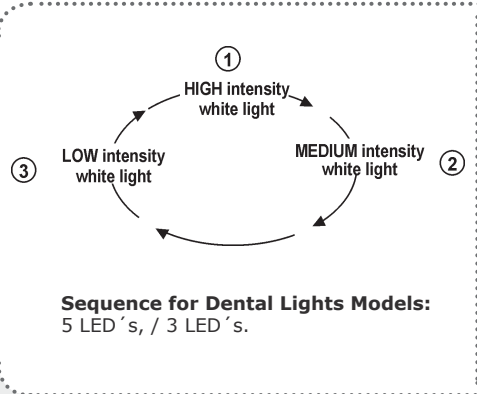 1
HIGH intensity
white light
MEDIUM intensity
white light
2
3
LOW intensity
white light
Sequence for Dental Lights Models:
5 LED´s, / 3 LED´s.